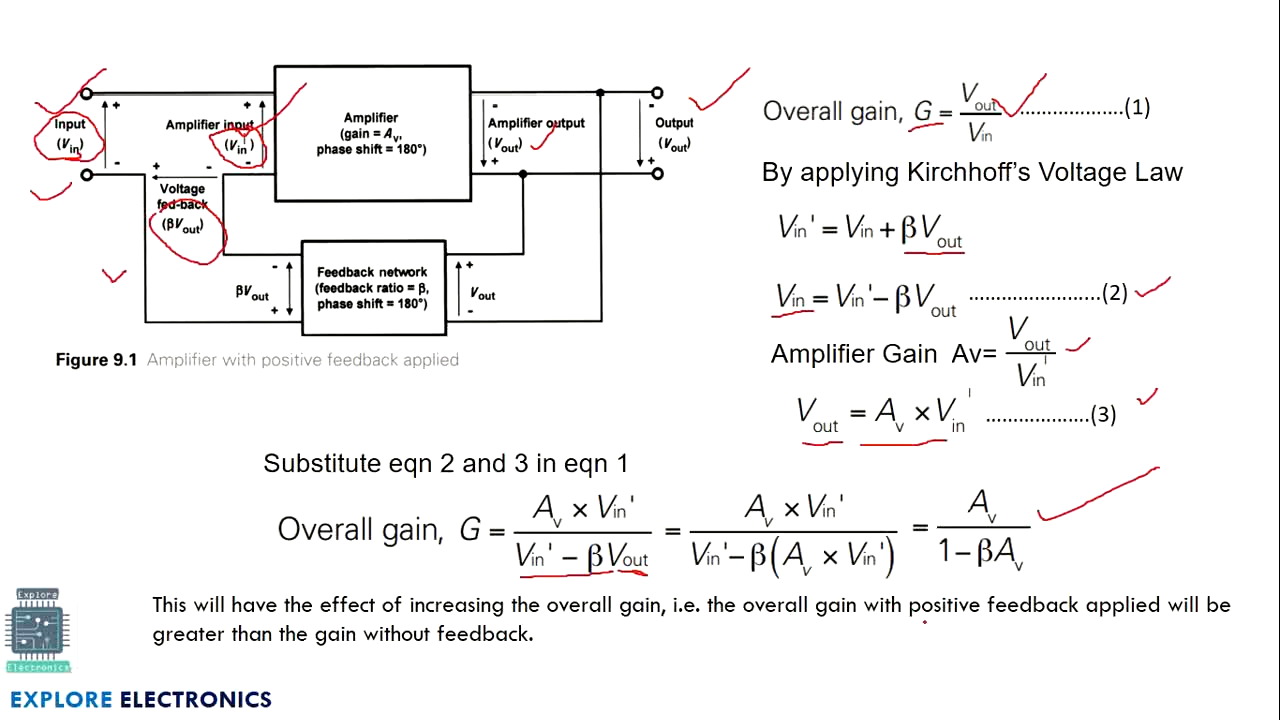 Input
(Vin)
+
-
Amplifier input
(Vin')
+
-
+ -
Voltage
fed-back
(βVout)
Amplifier
(gain = Av,
phase shift = 180°)
-
Amplifier output
(Vout)
+
-
Output
(Vout)
+
-
βVout
+
Feedback network
(feedback ratio = β,
phase shift = 180°)
+
Vout
-
Figure 9.1 Amplifier with positive feedback applied
Overall gain, G = Vout / Vin ....................(1)
By applying Kirchhoff's Voltage Law
Vin' = Vin + βVout
Vin = Vin' – βVout .........................(2)
Amplifier Gain Av= Vout / Vin'
Vout = Av × Vin' ....................(3)
Substitute eqn 2 and 3 in eqn 1
Overall gain, G = Av × Vin' / Vin' – βVout = Av × Vin' / Vin' – β(Av × Vin') = Av / 1 – βAv
This will have the effect of increasing the overall gain, i.e. the overall gain with positive feedback applied will be
greater than the gain without feedback.
Explore
Electronics
EXPLORE ELECTRONICS